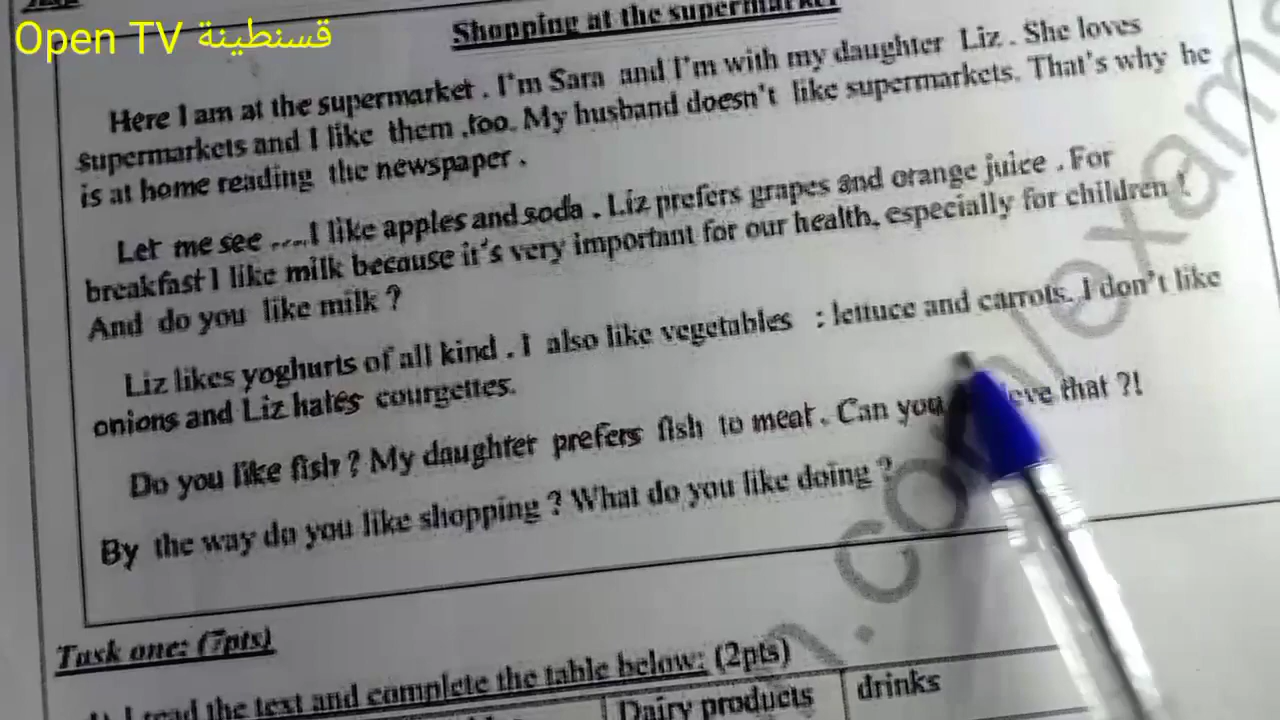 Open TV قسنطينة
Shopping at the supermarket
Here I am at the supermarket . I'm Sara and I'm with my daughter Liz . She loves
supermarkets and I like them ,too. My husband doesn't like supermarkets. That's why he
is at home reading the newspaper .
Let me see .....I like apples and soda . Liz prefers grapes and orange juice . For
breakfast I like milk because it's very important for our health, especially for children !
And do you like milk ?
Liz likes yoghurts of all kind . I also like vegetables : lettuce and carrots. I don't like
onions and Liz hates courgettes.
Do you like fish ? My daughter prefers fish to meat . Can you that ?!
By the way do you like shopping ? What do you like doing ?
Task one: (7pts)
I read the text and complete the table below: (2pts)
Dairy products
drinks